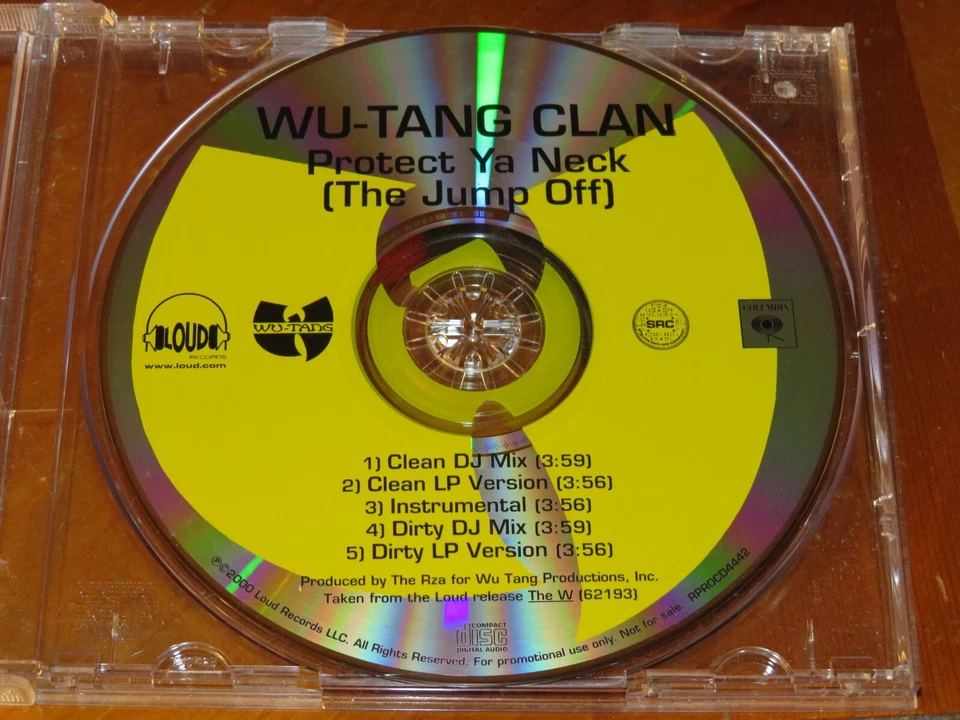 WU-TANG CLAN
Protect Ya Neck
(The Jump Off)
LOUD
RECORDS
www.loud.com
WU-TANG
SRC
COLUMBIA
1) Clean DJ Mix (3:59)
2) Clean LP Version (3:56)
3) Instrumental (3:56)
4) Dirty DJ Mix (3:59)
5) Dirty LP Version (3:56)
Produced by The Rza for Wu Tang Productions, Inc.
Taken from the Loud release The W (62193)
℗©2000 Loud Records LLC. All Rights Reserved. For promotional use only. Not for sale. RPROCD4442
COMPACT
disc
DIGITAL AUDIO